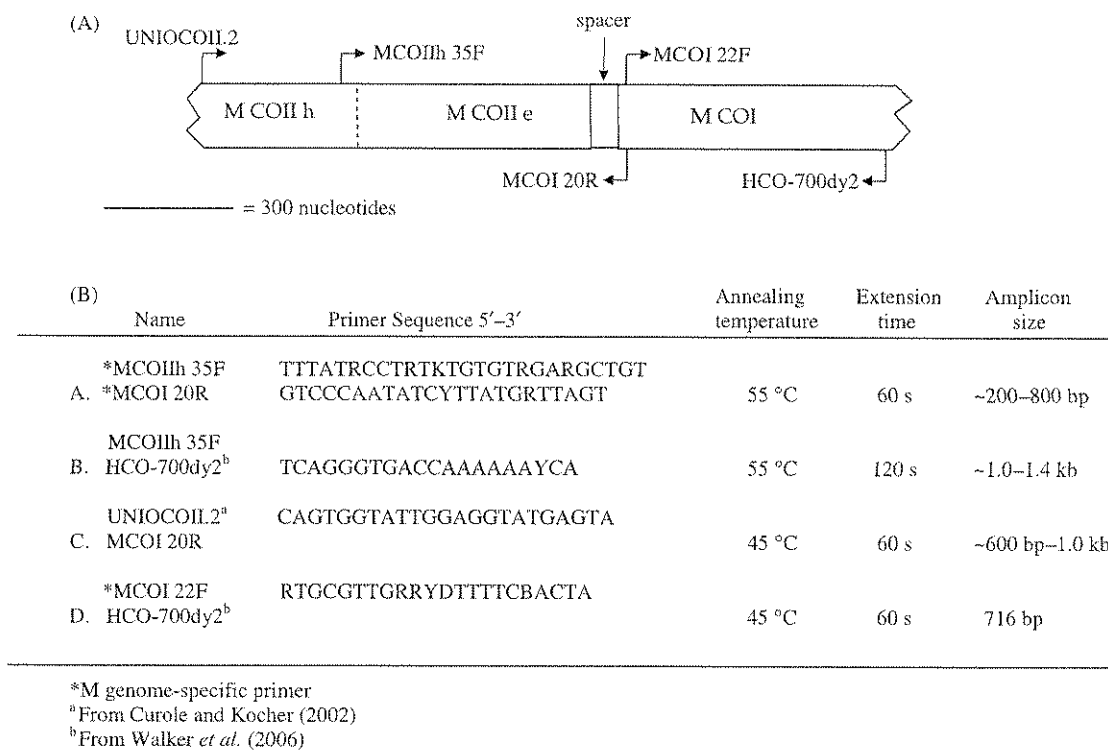 (A)
spacer
UNIOCOII.2
MCOIIh 35F
MCOI 22F
M COII h
M COII e
M COI
MCOI 20R
HCO-700dy2
= 300 nucleotides
(B)
Name Primer Sequence 5′–3′ Annealing temperature Extension time Amplicon size
*MCOIIh 35F TTTATRCCTRTKTGTGTRGARGCTGT
A. *MCOI 20R GTCCCAATATCYTTATGRTTAGT 55 °C 60 s ~200–800 bp
MCOIIh 35F
B. HCO-700dy2b TCAGGGTGACCAAAAAAYCA 55 °C 120 s ~1.0–1.4 kb
UNIOCOII.2a CAGTGGTATTGGAGGTATGAGTA
C. MCOI 20R 45 °C 60 s ~600 bp–1.0 kb
*MCOI 22F RTGCGTTGRRYDTTTTCBACTA
D. HCO-700dy2b 45 °C 60 s 716 bp
*M genome-specific primer
aFrom Curole and Kocher (2002)
bFrom Walker et al. (2006)